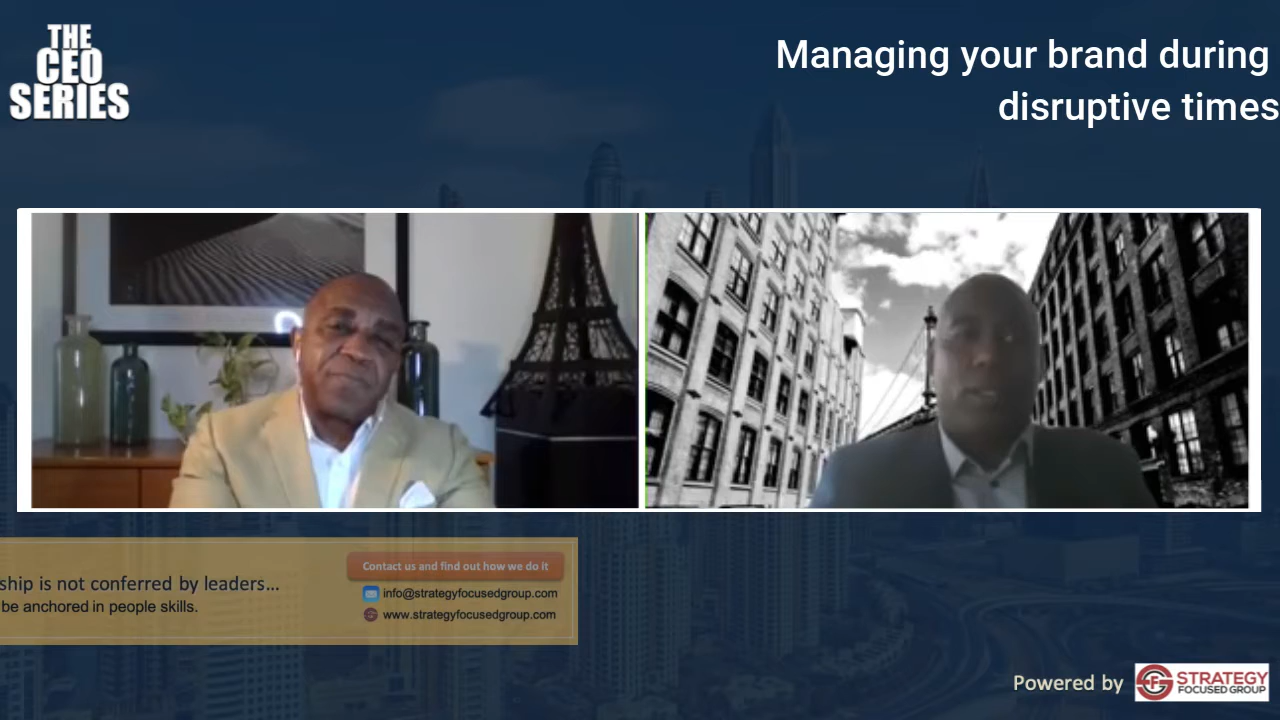 THE
CEO
SERIES
Managing your brand during
disruptive times
ship is not conferred by leaders...
be anchored in people skills.
Contact us and find out how we do it
info@strategyfocusedgroup.com
www.strategyfocusedgroup.com
Powered by
STRATEGY
FOCUSED GROUP